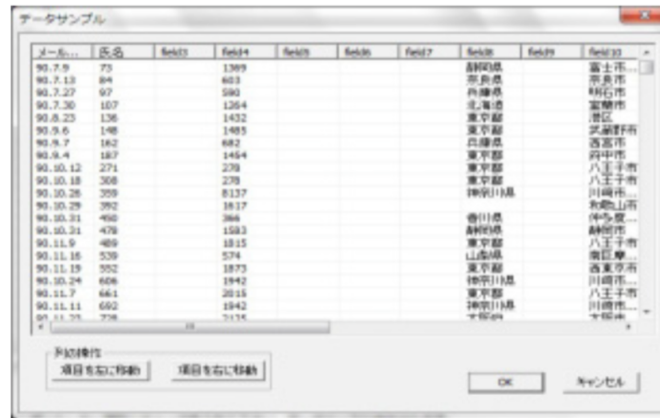 データサンプル
メール... 氏名 field3 field4 field5 field6 field7 field8 field9 field10
90.7.9 73 1369 静岡県 富士市...
90.7.13 84 603 奈良県 奈良市
90.7.27 97 590 兵庫県 明石市
90.7.30 107 1264 北海道 室蘭市
90.8.23 136 1432 東京都 港区
90.9.6 148 1485 東京都 武蔵野市
90.9.7 162 682 兵庫県 西宮市
90.9.4 187 1454 東京都 府中市
90.10.12 271 278 東京都 八王子市
90.10.18 308 278 東京都 八王子市
90.10.26 359 8137 神奈川県 川崎市...
90.10.29 392 1617 和歌山市
90.10.31 450 366 香川県 仲多度...
90.10.31 478 1583 静岡県 静岡市
90.11.9 489 1815 東京都 八王子市
90.11.16 539 574 山梨県 南巨摩...
90.11.19 552 1873 東京都 西東京市
90.10.24 606 1942 神奈川県 川崎市...
90.11.7 661 2015 東京都 八王子市
90.11.11 692 1942 神奈川県 川崎市...
列の操作
項目を左に移動 項目を右に移動
OK キャンセル